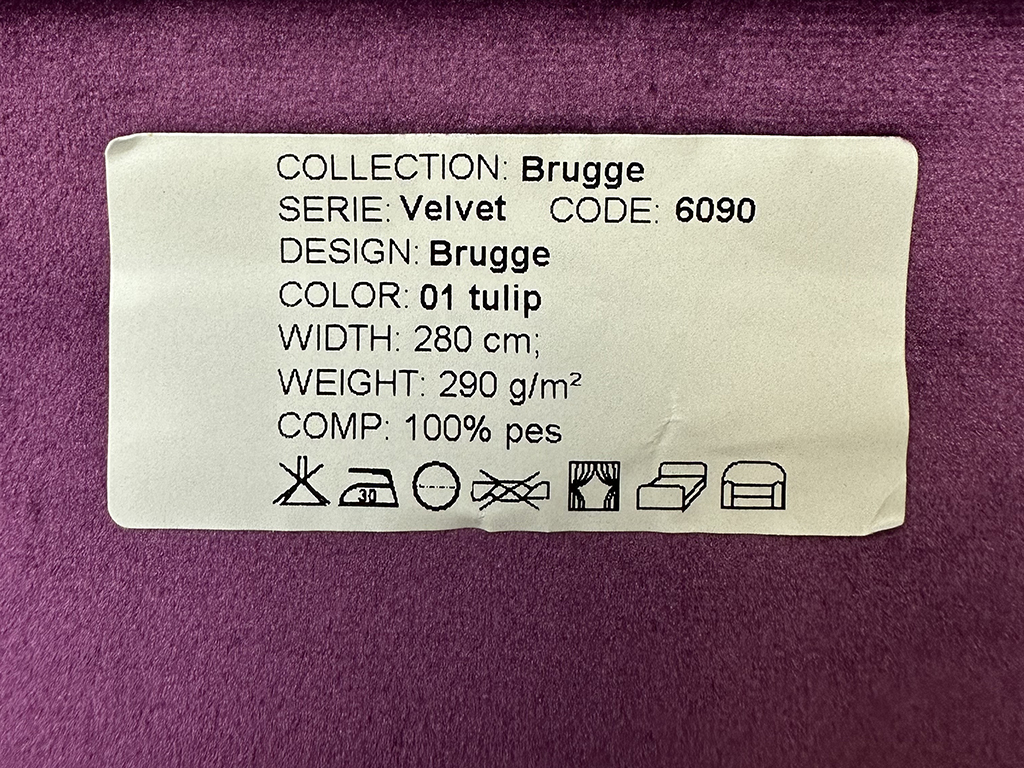 COLLECTION: Brugge
SERIE: Velvet CODE: 6090
DESIGN: Brugge
COLOR: 01 tulip
WIDTH: 280 cm;
WEIGHT: 290 g/m²
COMP: 100% pes
30